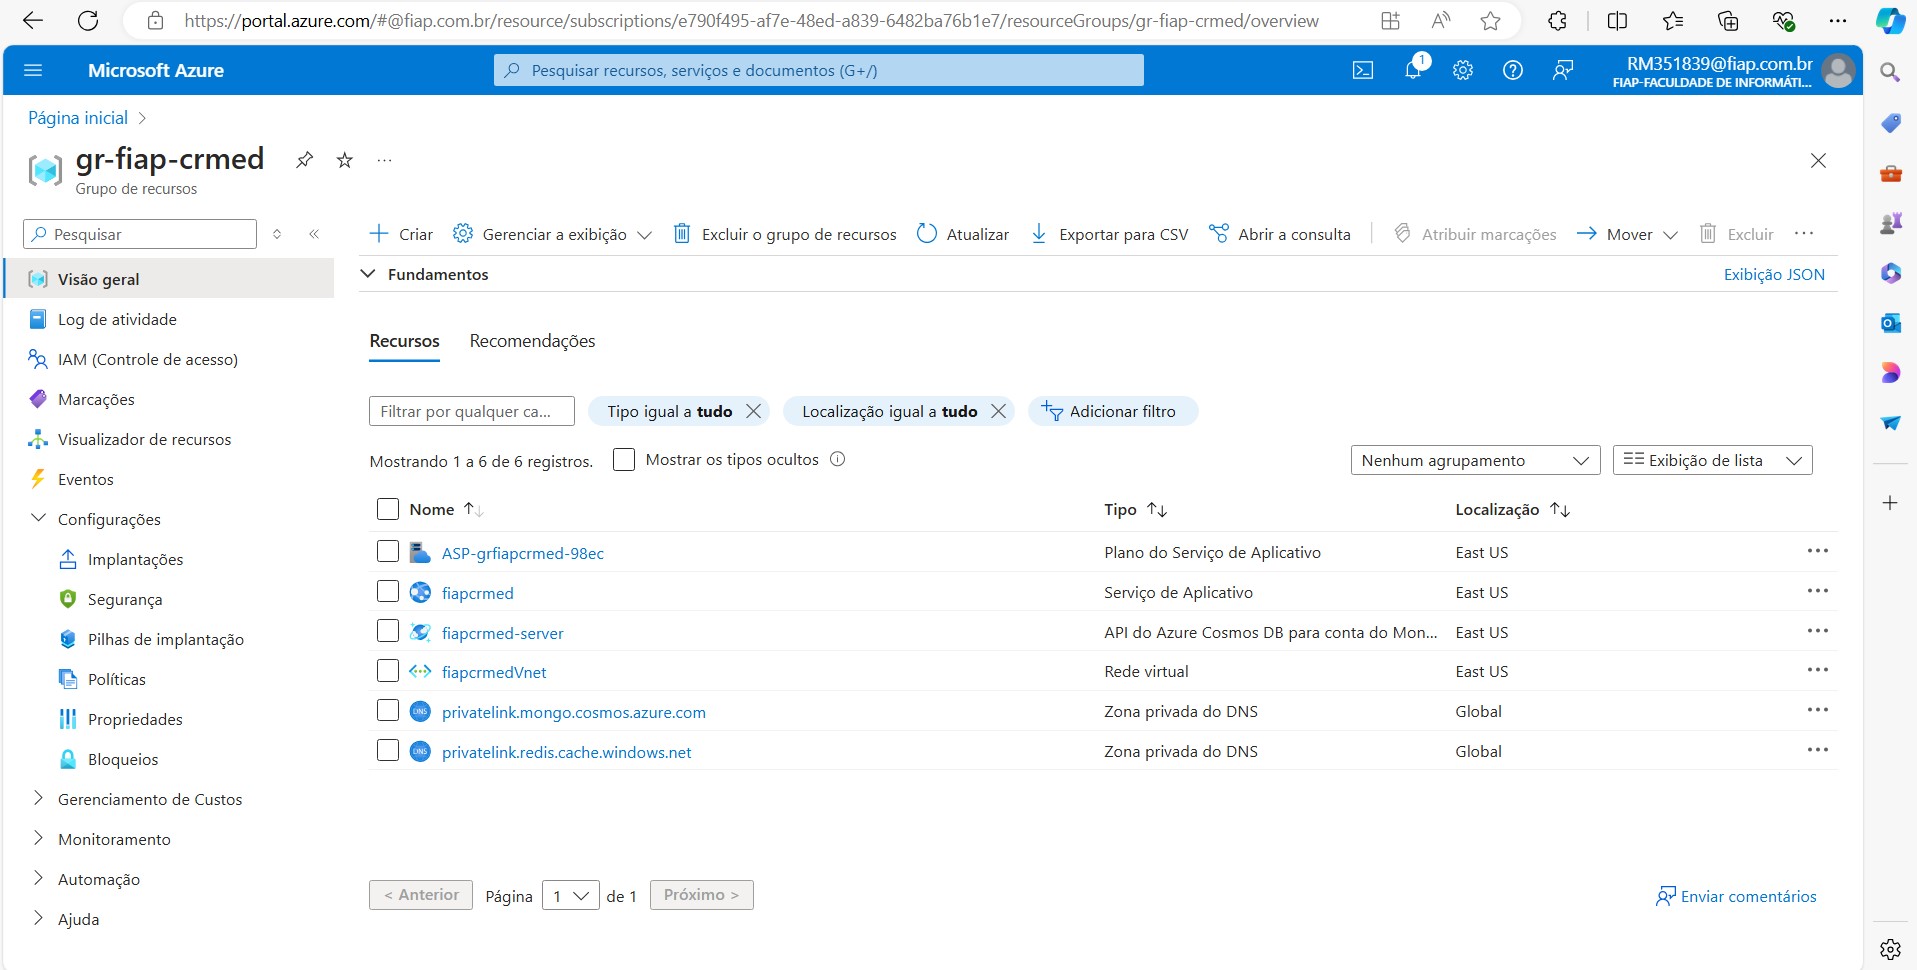 https://portal.azure.com/#@fiap.com.br/resource/subscriptions/e790f495-af7e-48ed-a839-6482ba76b1e7/resourceGroups/gr-fiap-crmed/overview
Microsoft Azure
Pesquisar recursos, serviços e documentos (G+/)
1
RM351839@fiap.com.br
FIAP-FACULDADE DE INFORMÁTI...
Página inicial
gr-fiap-crmed
Grupo de recursos
Pesquisar
Visão geral
Log de atividade
IAM (Controle de acesso)
Marcações
Visualizador de recursos
Eventos
Configurações
Implantações
Segurança
Pilhas de implantação
Políticas
Propriedades
Bloqueios
Gerenciamento de Custos
Monitoramento
Automação
Ajuda
Criar Gerenciar a exibição Excluir o grupo de recursos Atualizar Exportar para CSV Abrir a consulta Atribuir marcações Mover Excluir
Fundamentos Exibição JSON
Recursos Recomendações
Filtrar por qualquer ca... Tipo igual a tudo Localização igual a tudo Adicionar filtro
Mostrando 1 a 6 de 6 registros. Mostrar os tipos ocultos Nenhum agrupamento Exibição de lista
Nome Tipo Localização
ASP-grfiapcrmed-98ec Plano do Serviço de Aplicativo East US
fiapcrmed Serviço de Aplicativo East US
fiapcrmed-server API do Azure Cosmos DB para conta do Mon... East US
fiapcrmedVnet Rede virtual East US
DNS privatelink.mongo.cosmos.azure.com Zona privada do DNS Global
DNS privatelink.redis.cache.windows.net Zona privada do DNS Global
< Anterior Página 1 de 1 Próximo > Enviar comentários